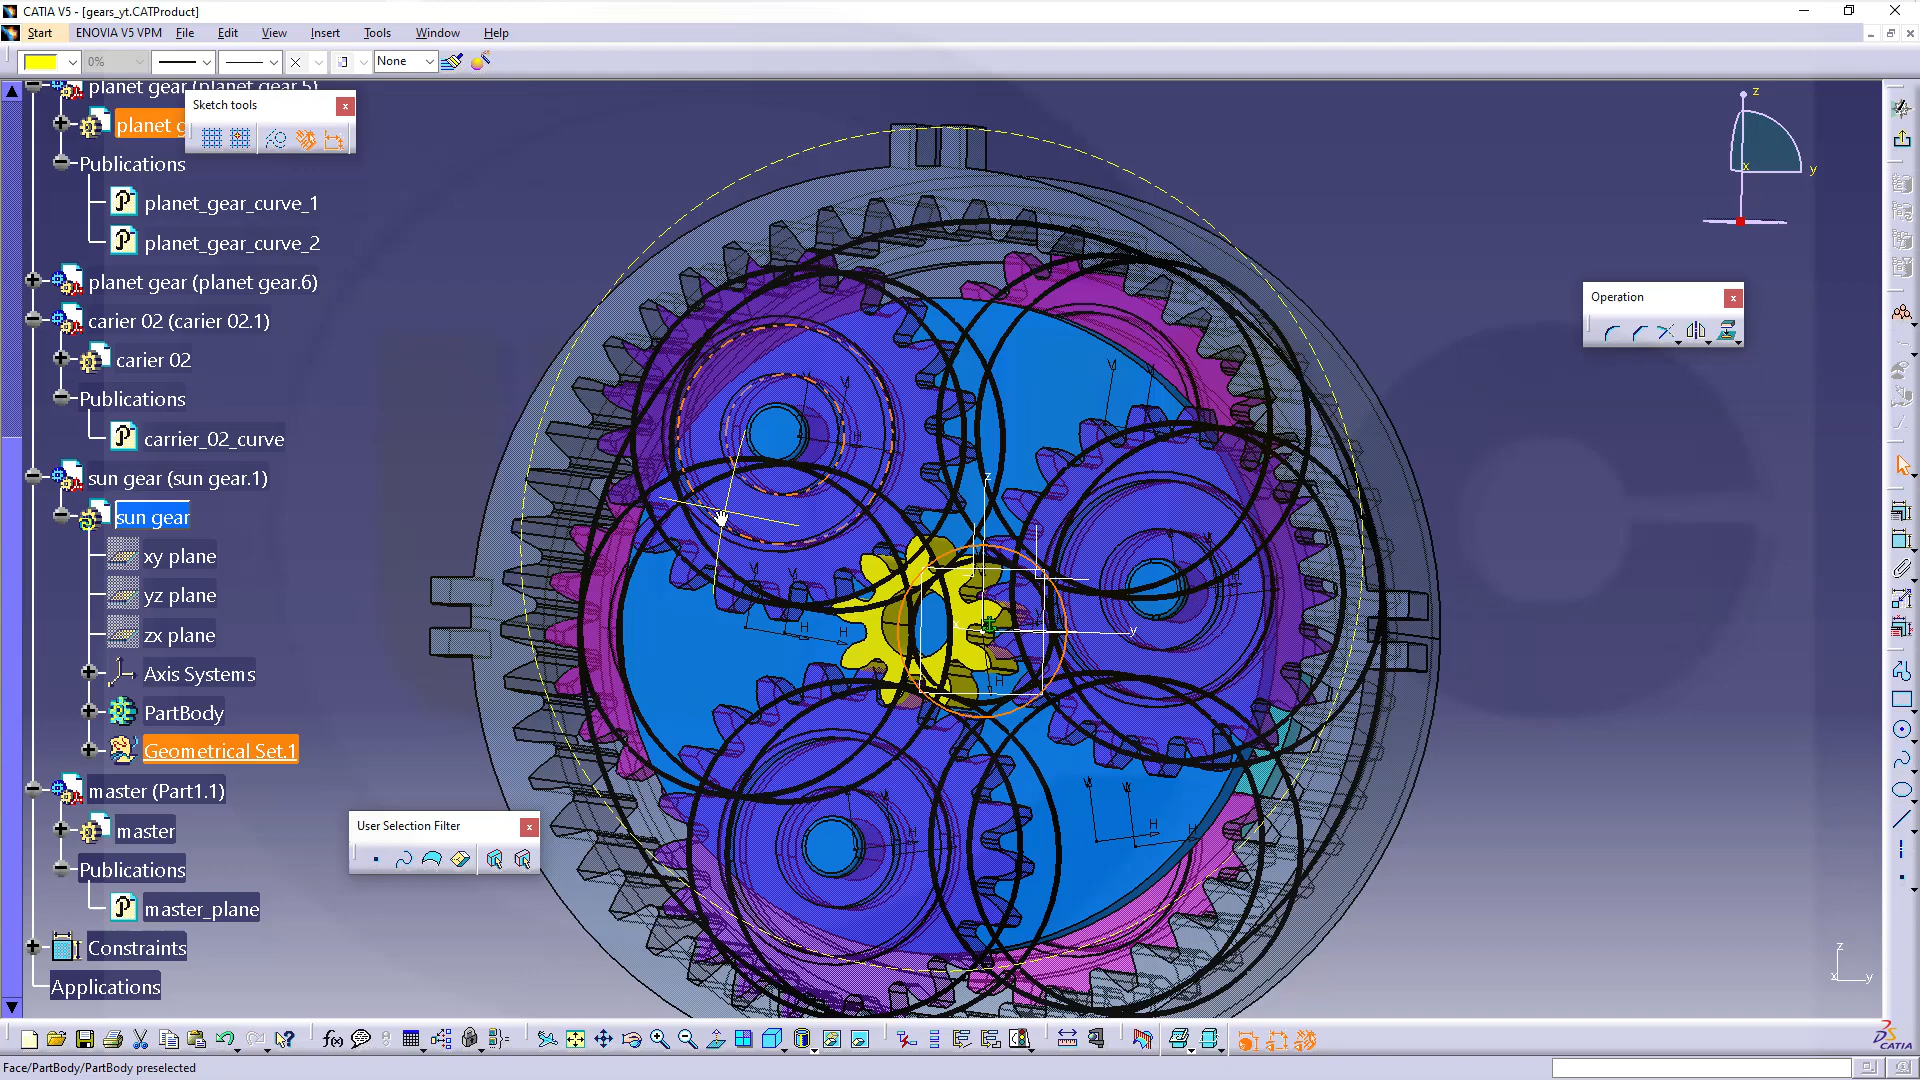 CATIA V5 - [gears_yt.CATProduct]
Start
ENOVIA V5 VPM
File
Edit
View
Insert
Tools
Window
Help
0%
None
planet gear (planet gear.5)
Sketch tools
planet g
Publications
planet_gear_curve_1
planet_gear_curve_2
planet gear (planet gear.6)
carier 02 (carier 02.1)
carier 02
Publications
carrier_02_curve
sun gear (sun gear.1)
sun gear
xy plane
yz plane
zx plane
Axis Systems
PartBody
Geometrical Set.1
master (Part1.1)
master
Publications
master_plane
Constraints
Applications
Operation
User Selection Filter
z
x
y
z
x
y
V
V
H
H
z
x
y
CATIA
Face/PartBody/PartBody preselected